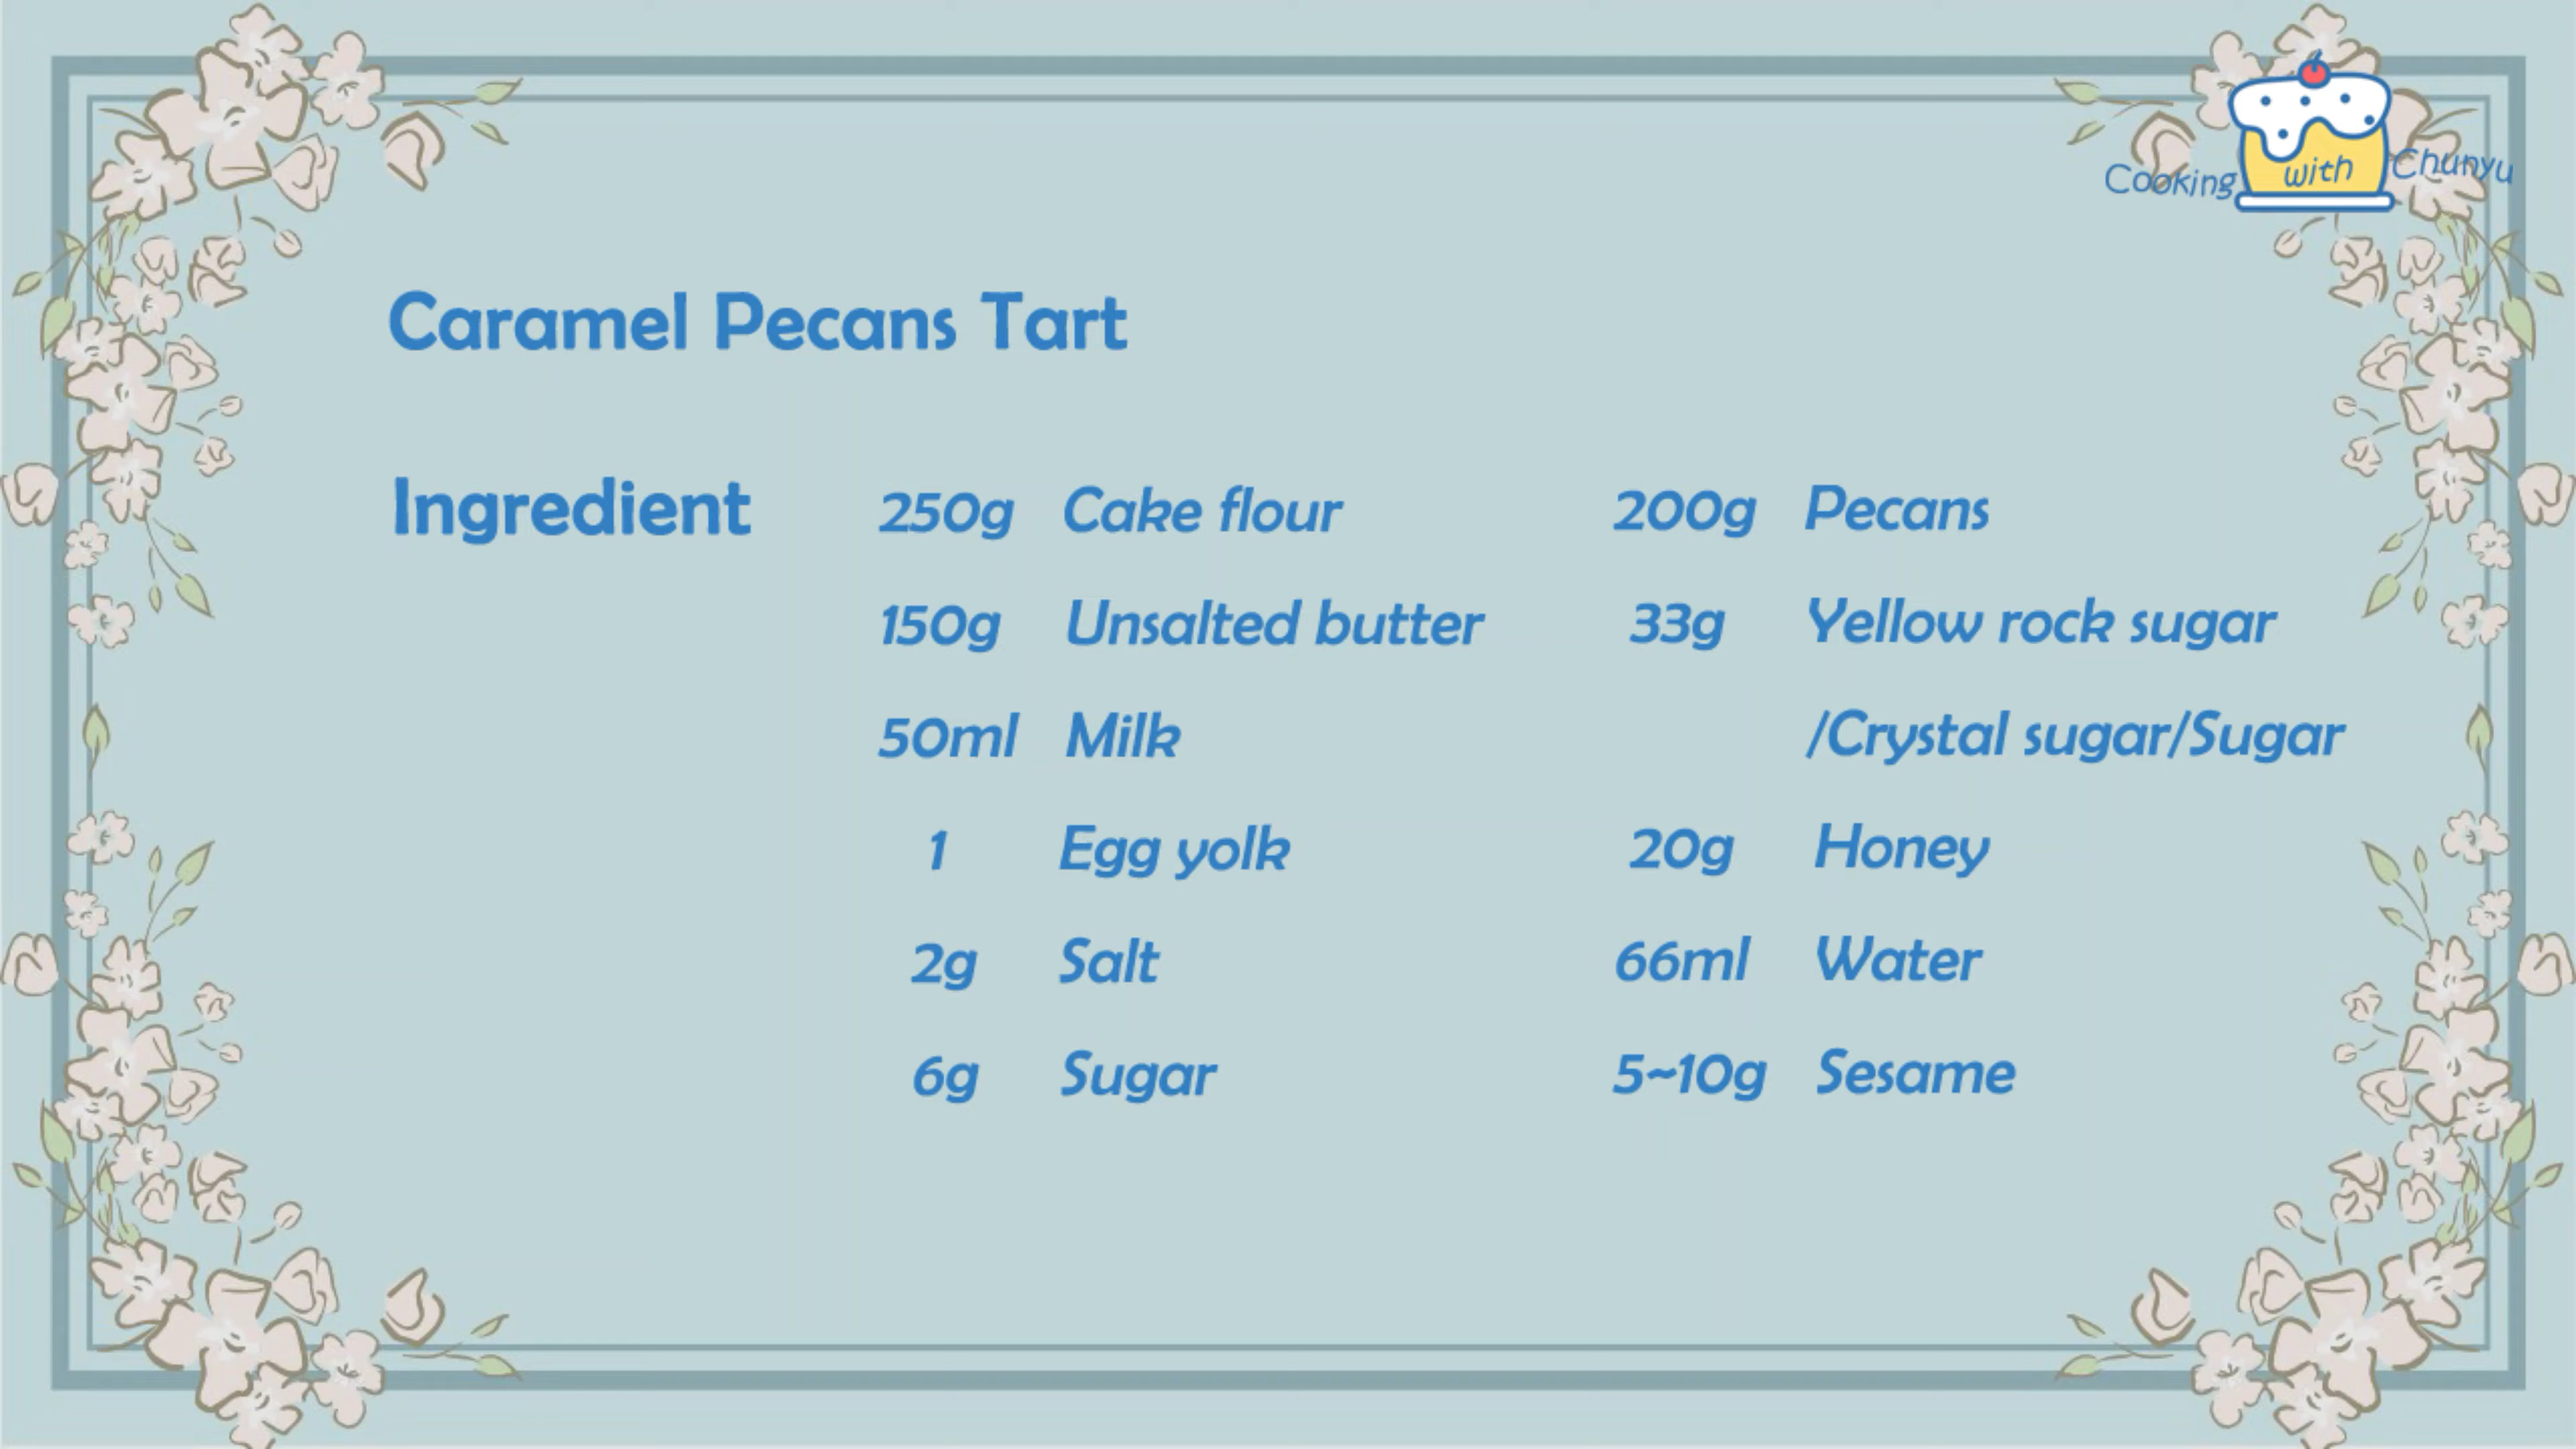 Cooking with Chunyu
Caramel Pecans Tart
Ingredient
250g Cake flour
150g Unsalted butter
50ml Milk
1 Egg yolk
2g Salt
6g Sugar
200g Pecans
33g Yellow rock sugar
/Crystal sugar/Sugar
20g Honey
66ml Water
5~10g Sesame